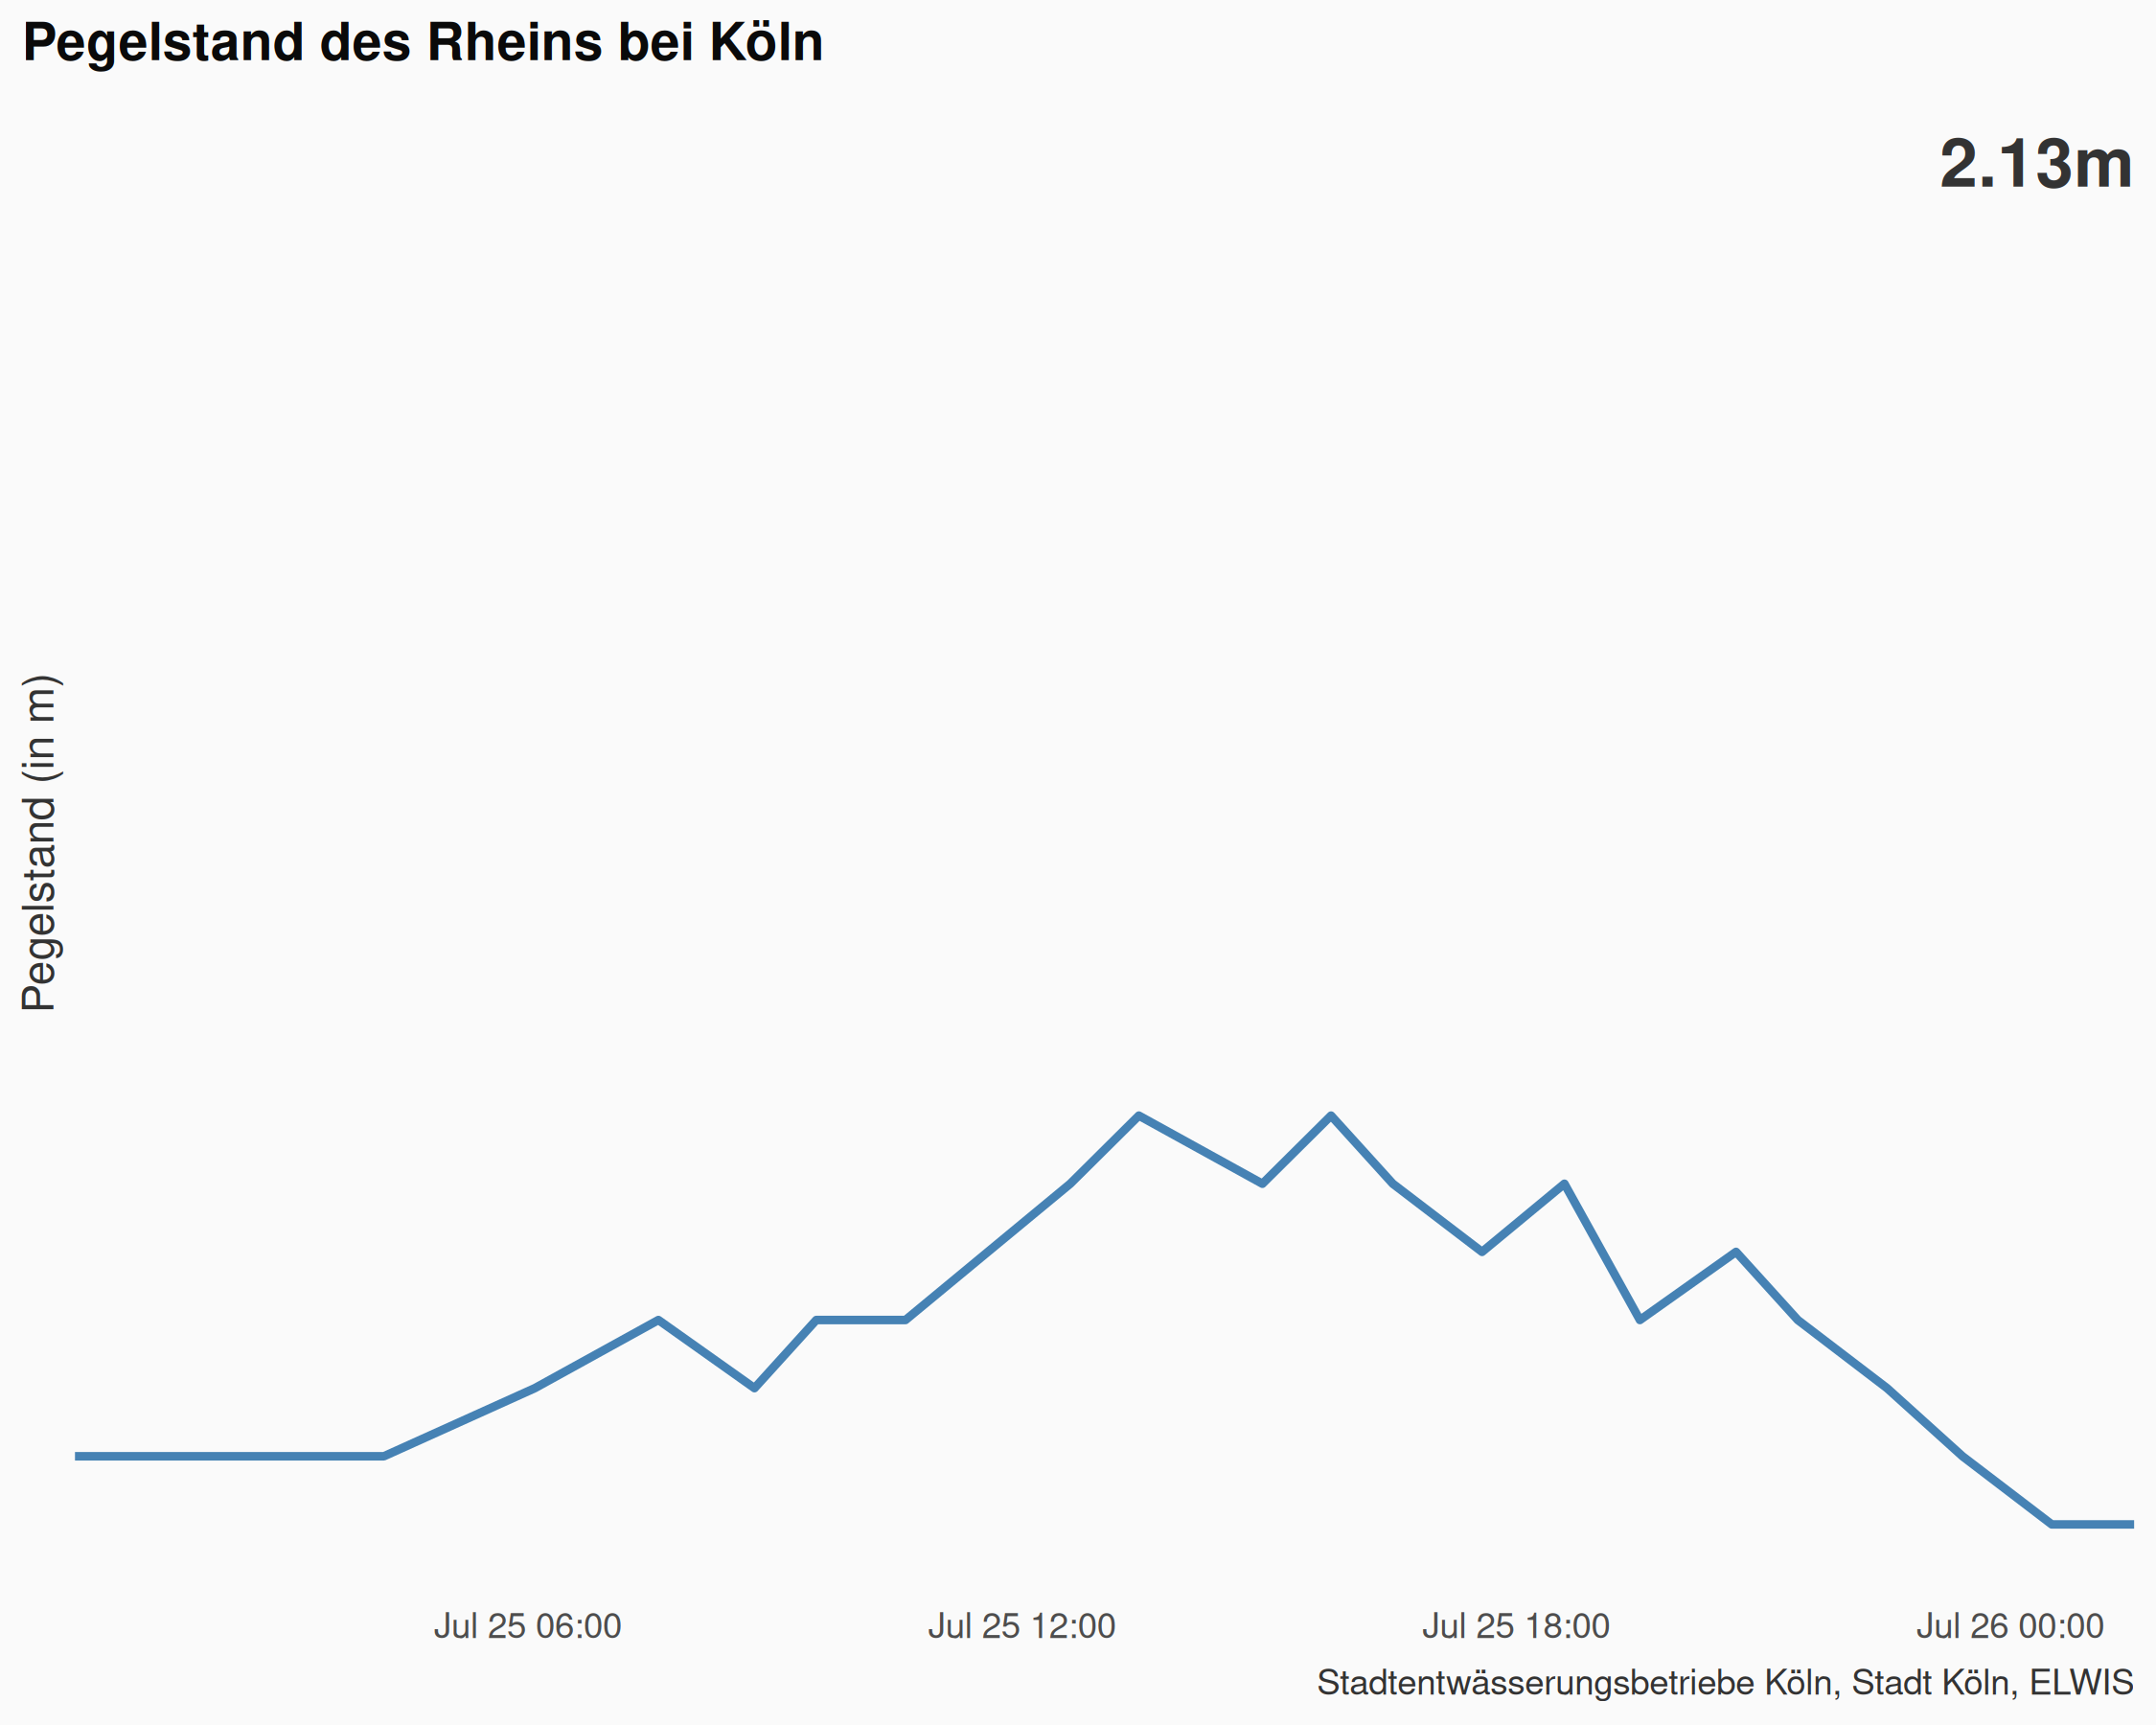 Pegelstand des Rheins bei Köln
2.13m
Pegelstand (in m)
Jul 25 06:00
Jul 25 12:00
Jul 25 18:00
Jul 26 00:00
Stadtentwässerungsbetriebe Köln, Stadt Köln, ELWIS